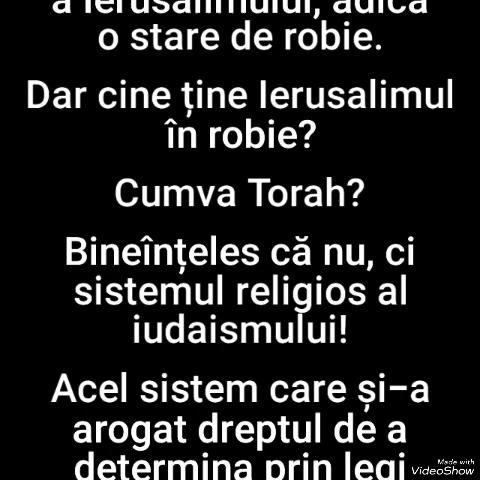 a Ierusalimului, adică
o stare de robie.
Dar cine ține Ierusalimul
în robie?
Cumva Torah?
Bineînțeles că nu, ci
sistemul religios al
iudaismului!
Acel sistem care și-a
arogat dreptul de a
determina prin legi
Made with
VideoShow